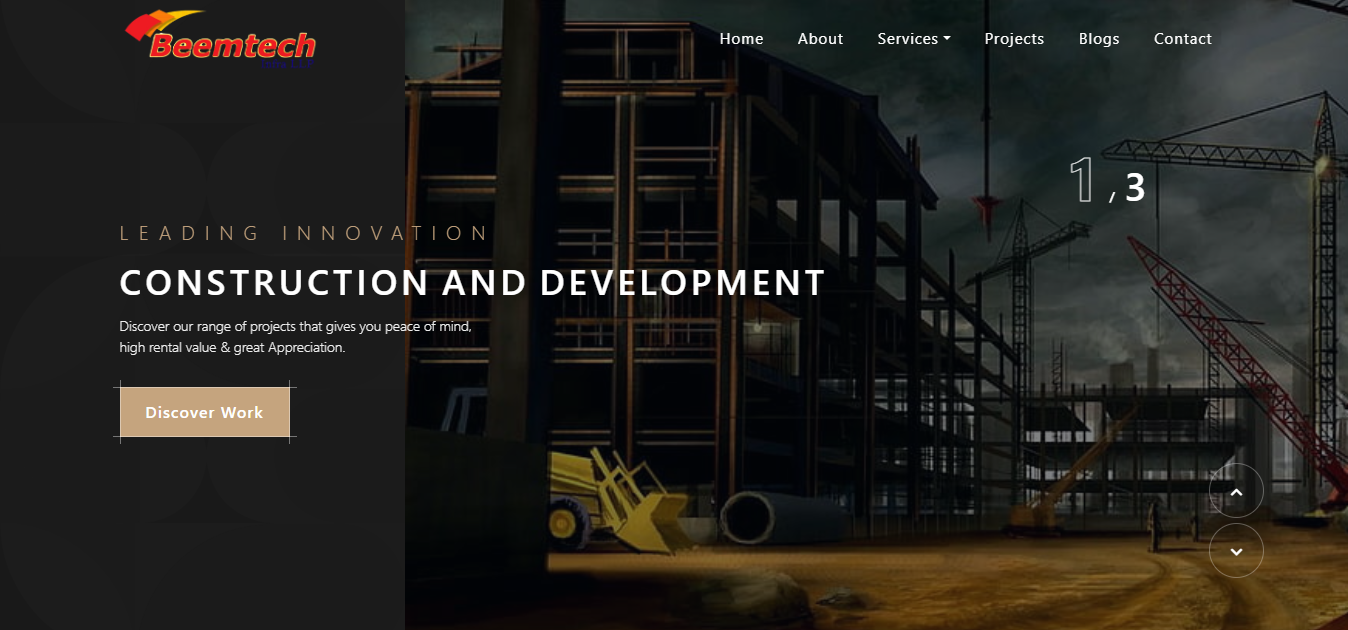 Beemtech
Home About Services Projects Blogs Contact
1 / 3
LEADING INNOVATION
CONSTRUCTION AND DEVELOPMENT
Discover our range of projects that gives you peace of mind,
high rental value & great Appreciation.
Discover Work